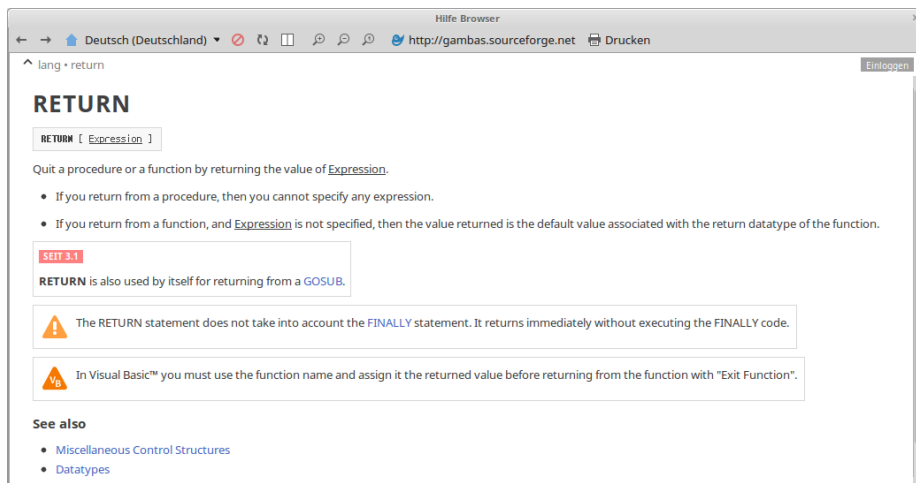 Hilfe Browser
Deutsch (Deutschland) http://gambas.sourceforge.net Drucken
lang • return Einloggen
RETURN
RETURN [ Expression ]
Quit a procedure or a function by returning the value of Expression.
• If you return from a procedure, then you cannot specify any expression.
• If you return from a function, and Expression is not specified, then the value returned is the default value associated with the return datatype of the function.
SEIT 3.1
RETURN is also used by itself for returning from a GOSUB.
The RETURN statement does not take into account the FINALLY statement. It returns immediately without executing the FINALLY code.
VB In Visual Basic™ you must use the function name and assign it the returned value before returning from the function with "Exit Function".
See also
• Miscellaneous Control Structures
• Datatypes